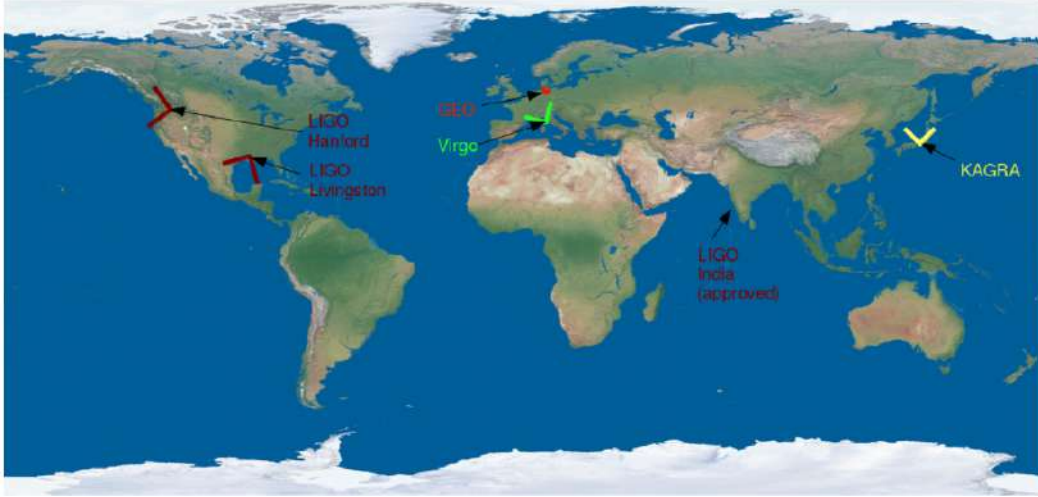 GEO
LIGO
Hanford
Virgo
LIGO
Livingston
KAGRA
LIGO
India
(approved)